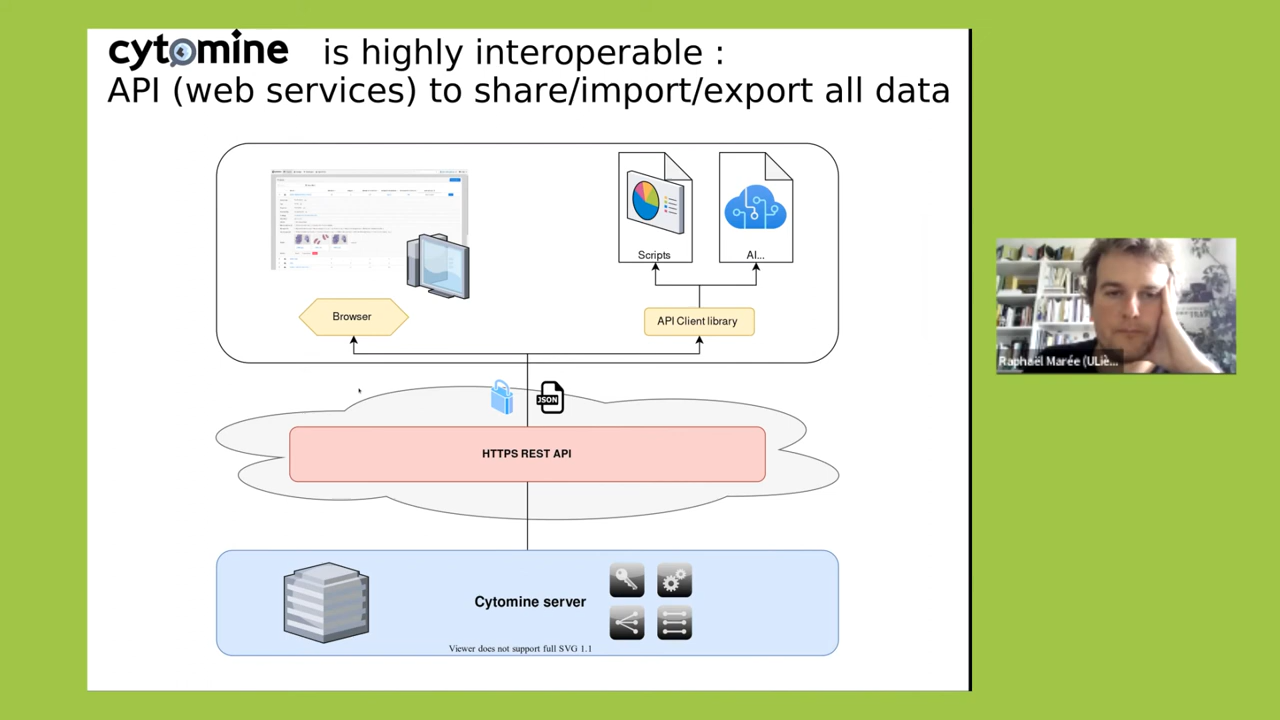 cytomine is highly interoperable :
API (web services) to share/import/export all data
Scripts
AI...
Browser
API Client library
JSON
HTTPS REST API
Cytomine server
Viewer does not support full SVG 1.1
Raphaël Marée (ULiè...